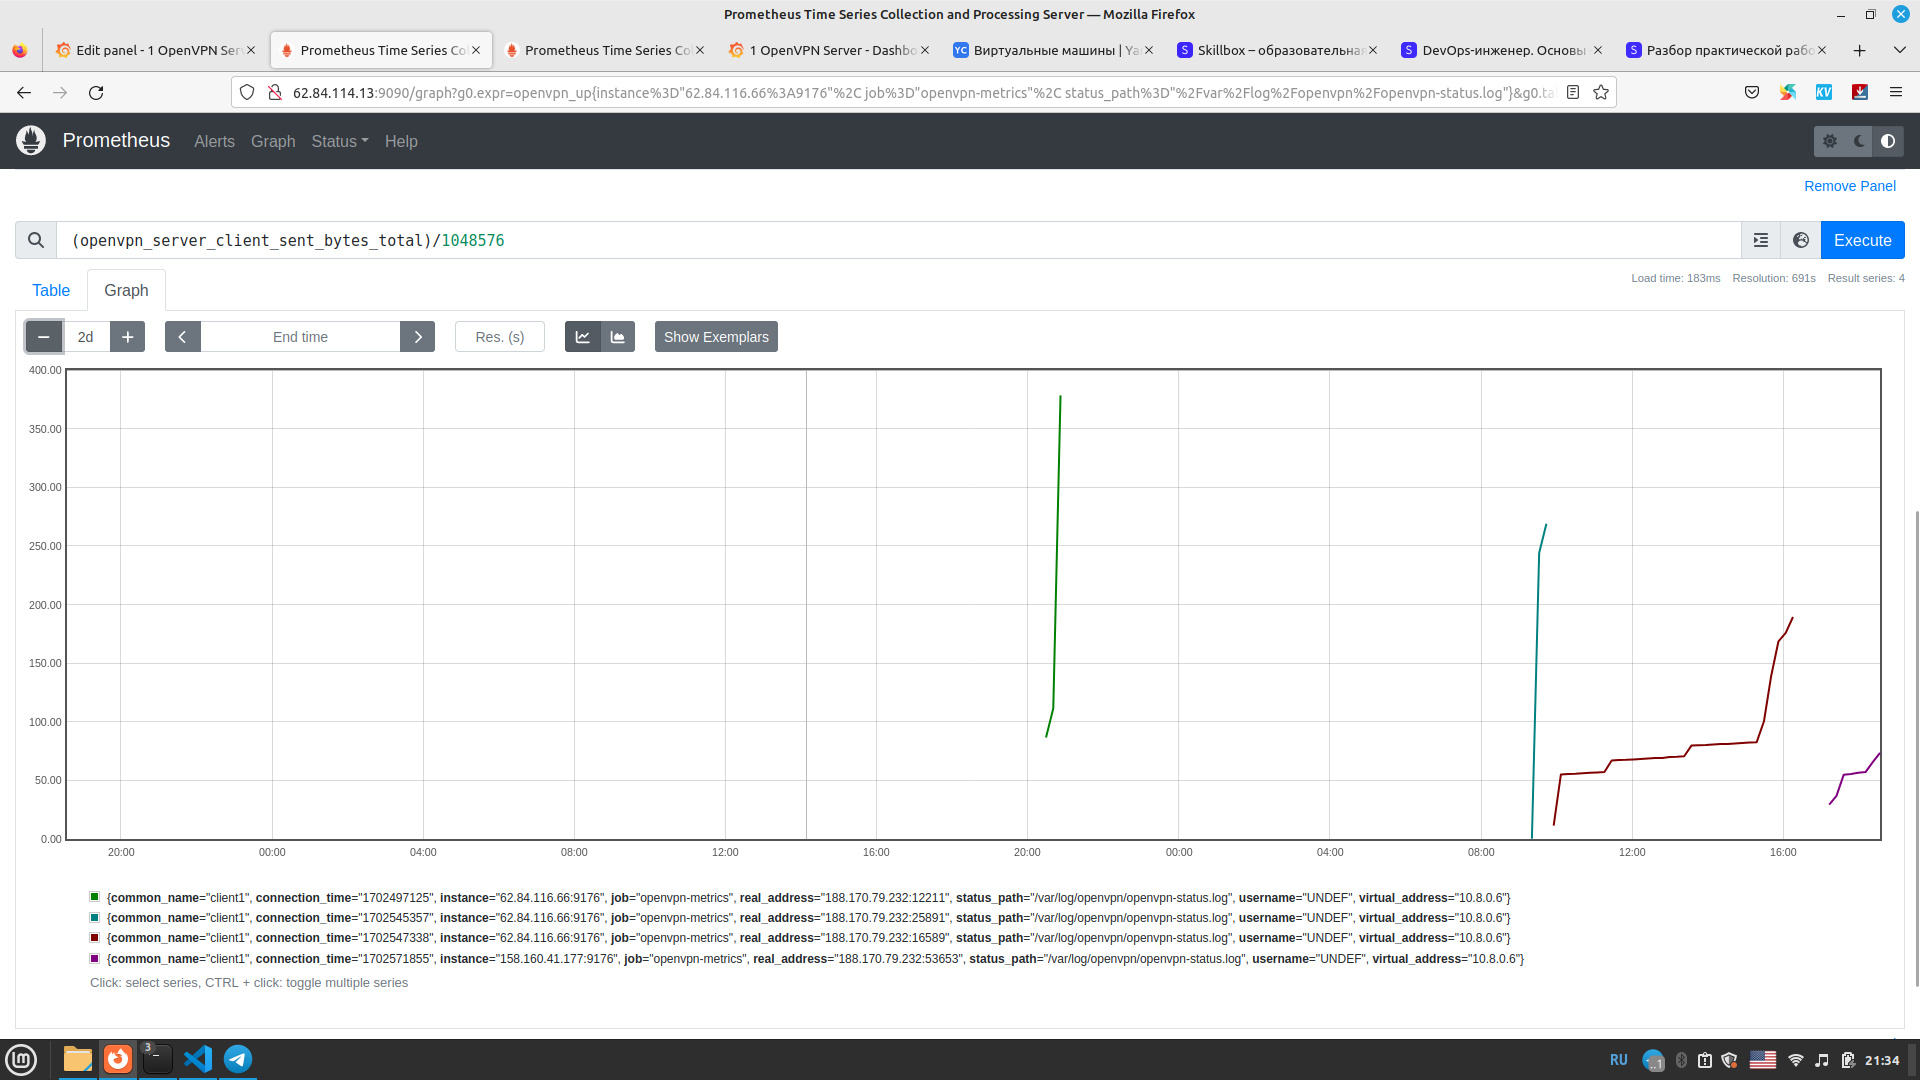 Prometheus Time Series Collection and Processing Server — Mozilla Firefox
Edit panel - 1 OpenVPN Ser
Prometheus Time Series Co
Prometheus Time Series Co
1 OpenVPN Server - Dashbo
YC Виртуальные машины | Ya
S Skillbox – образовательна
S DevOps-инженер. Основы
S Разбор практической рабо
62.84.114.13:9090/graph?g0.expr=openvpn_up{instance%3D"62.84.116.66%3A9176"%2C job%3D"openvpn-metrics"%2C status_path%3D"%2Fvar%2Flog%2Fopenvpn%2Fopenvpn-status.log"}&g0.ta
KV
Prometheus
Alerts
Graph
Status
Help
Remove Panel
(openvpn_server_client_sent_bytes_total)/1048576
Execute
Table
Graph
Load time: 183ms Resolution: 691s Result series: 4
2d
End time
Res. (s)
Show Exemplars
400.00
350.00
300.00
250.00
200.00
150.00
100.00
50.00
0.00
20:00 00:00 04:00 08:00 12:00 16:00 20:00 00:00 04:00 08:00 12:00 16:00
{common_name="client1", connection_time="1702497125", instance="62.84.116.66:9176", job="openvpn-metrics", real_address="188.170.79.232:12211", status_path="/var/log/openvpn/openvpn-status.log", username="UNDEF", virtual_address="10.8.0.6"}
{common_name="client1", connection_time="1702545357", instance="62.84.116.66:9176", job="openvpn-metrics", real_address="188.170.79.232:25891", status_path="/var/log/openvpn/openvpn-status.log", username="UNDEF", virtual_address="10.8.0.6"}
{common_name="client1", connection_time="1702547338", instance="62.84.116.66:9176", job="openvpn-metrics", real_address="188.170.79.232:16589", status_path="/var/log/openvpn/openvpn-status.log", username="UNDEF", virtual_address="10.8.0.6"}
{common_name="client1", connection_time="1702571855", instance="158.160.41.177:9176", job="openvpn-metrics", real_address="188.170.79.232:53653", status_path="/var/log/openvpn/openvpn-status.log", username="UNDEF", virtual_address="10.8.0.6"}
Click: select series, CTRL + click: toggle multiple series
3
RU
21:34